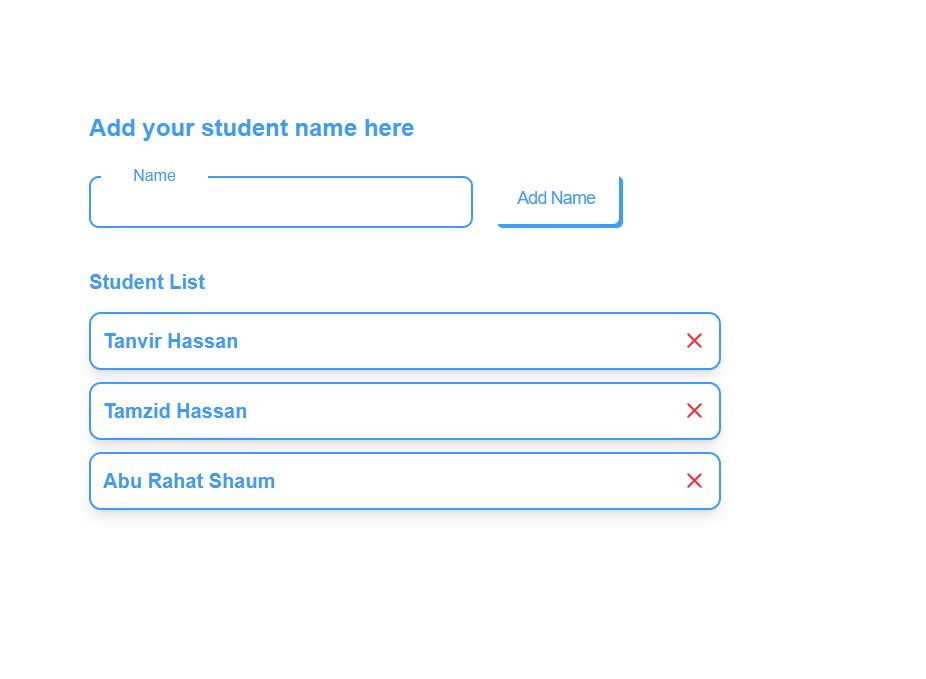 Add your student name here
Name
Add Name
Student List
Tanvir Hassan
Tamzid Hassan
Abu Rahat Shaum